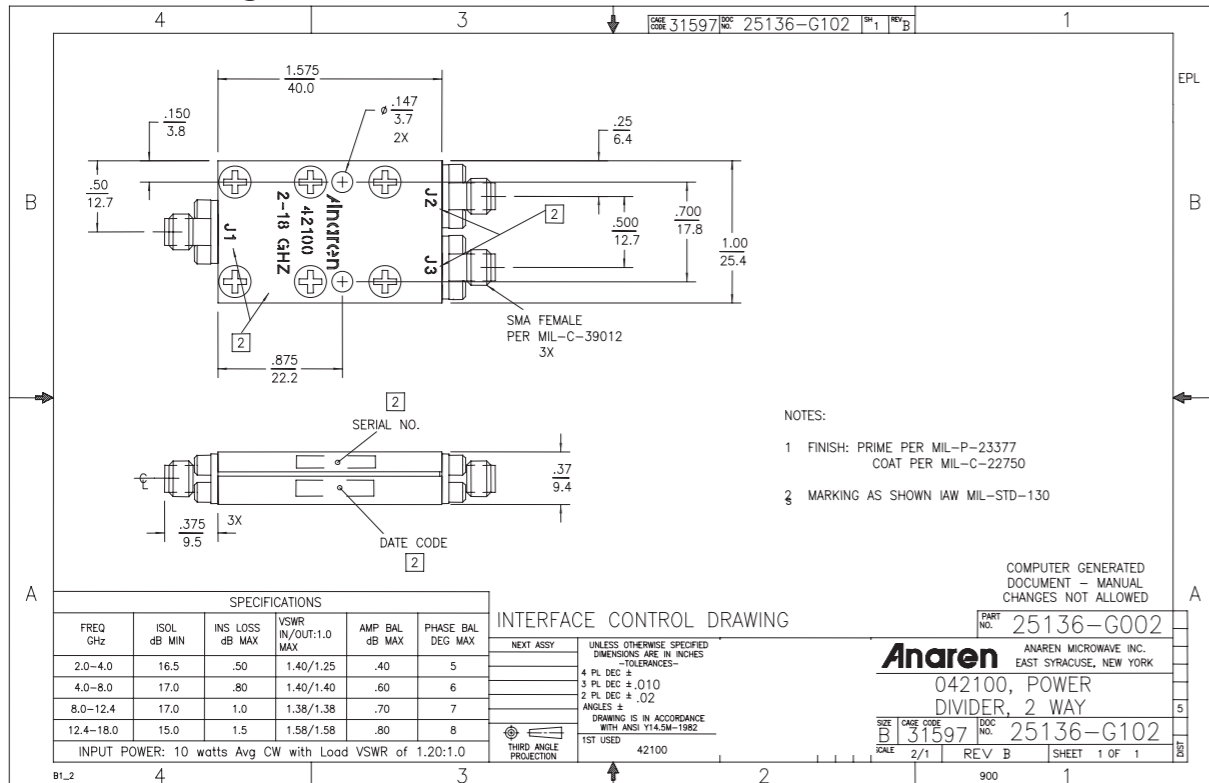 4 3 1
CAGE CODE 31597 DOC NO. 25136-G102 SH 1 REV B
EPL
1.575
40.0
.150
3.8
ø .147
3.7
2X
.25
6.4
B
.50
12.7
J1
2-18 GHZ
42100
Anaren
J2
J3
2
.500
12.7
.700
17.8
1.00
25.4
B
2
SMA FEMALE
PER MIL-C-39012
3X
.875
22.2
2
SERIAL NO.
.37
9.4
.375
9.5
3X
DATE CODE
2
NOTES:
1 FINISH: PRIME PER MIL-P-23377
COAT PER MIL-C-22750
2 MARKING AS SHOWN IAW MIL-STD-130
COMPUTER GENERATED
DOCUMENT - MANUAL
CHANGES NOT ALLOWED
A
A
SPECIFICATIONS
FREQ GHz ISOL dB MIN INS LOSS dB MAX VSWR IN/OUT:1.0 MAX AMP BAL dB MAX PHASE BAL DEG MAX
2.0-4.0 16.5 .50 1.40/1.25 .40 5
4.0-8.0 17.0 .80 1.40/1.40 .60 6
8.0-12.4 17.0 1.0 1.38/1.38 .70 7
12.4-18.0 15.0 1.5 1.58/1.58 .80 8
INPUT POWER: 10 watts Avg CW with Load VSWR of 1.20:1.0
INTERFACE CONTROL DRAWING
NEXT ASSY
UNLESS OTHERWISE SPECIFIED
DIMENSIONS ARE IN INCHES
-TOLERANCES-
4 PL DEC ±
3 PL DEC ± .010
2 PL DEC ± .02
ANGLES ±
DRAWING IS IN ACCORDANCE
WITH ANSI Y14.5M-1982
THIRD ANGLE
PROJECTION
1ST USED
42100
PART NO. 25136-G002
Anaren ANAREN MICROWAVE INC.
EAST SYRACUSE, NEW YORK
042100, POWER
DIVIDER, 2 WAY
SIZE B CAGE CODE 31597 DOC NO. 25136-G102
SCALE 2/1 REV B SHEET 1 OF 1
5
DIST
B1_2 4 3 2 900 1